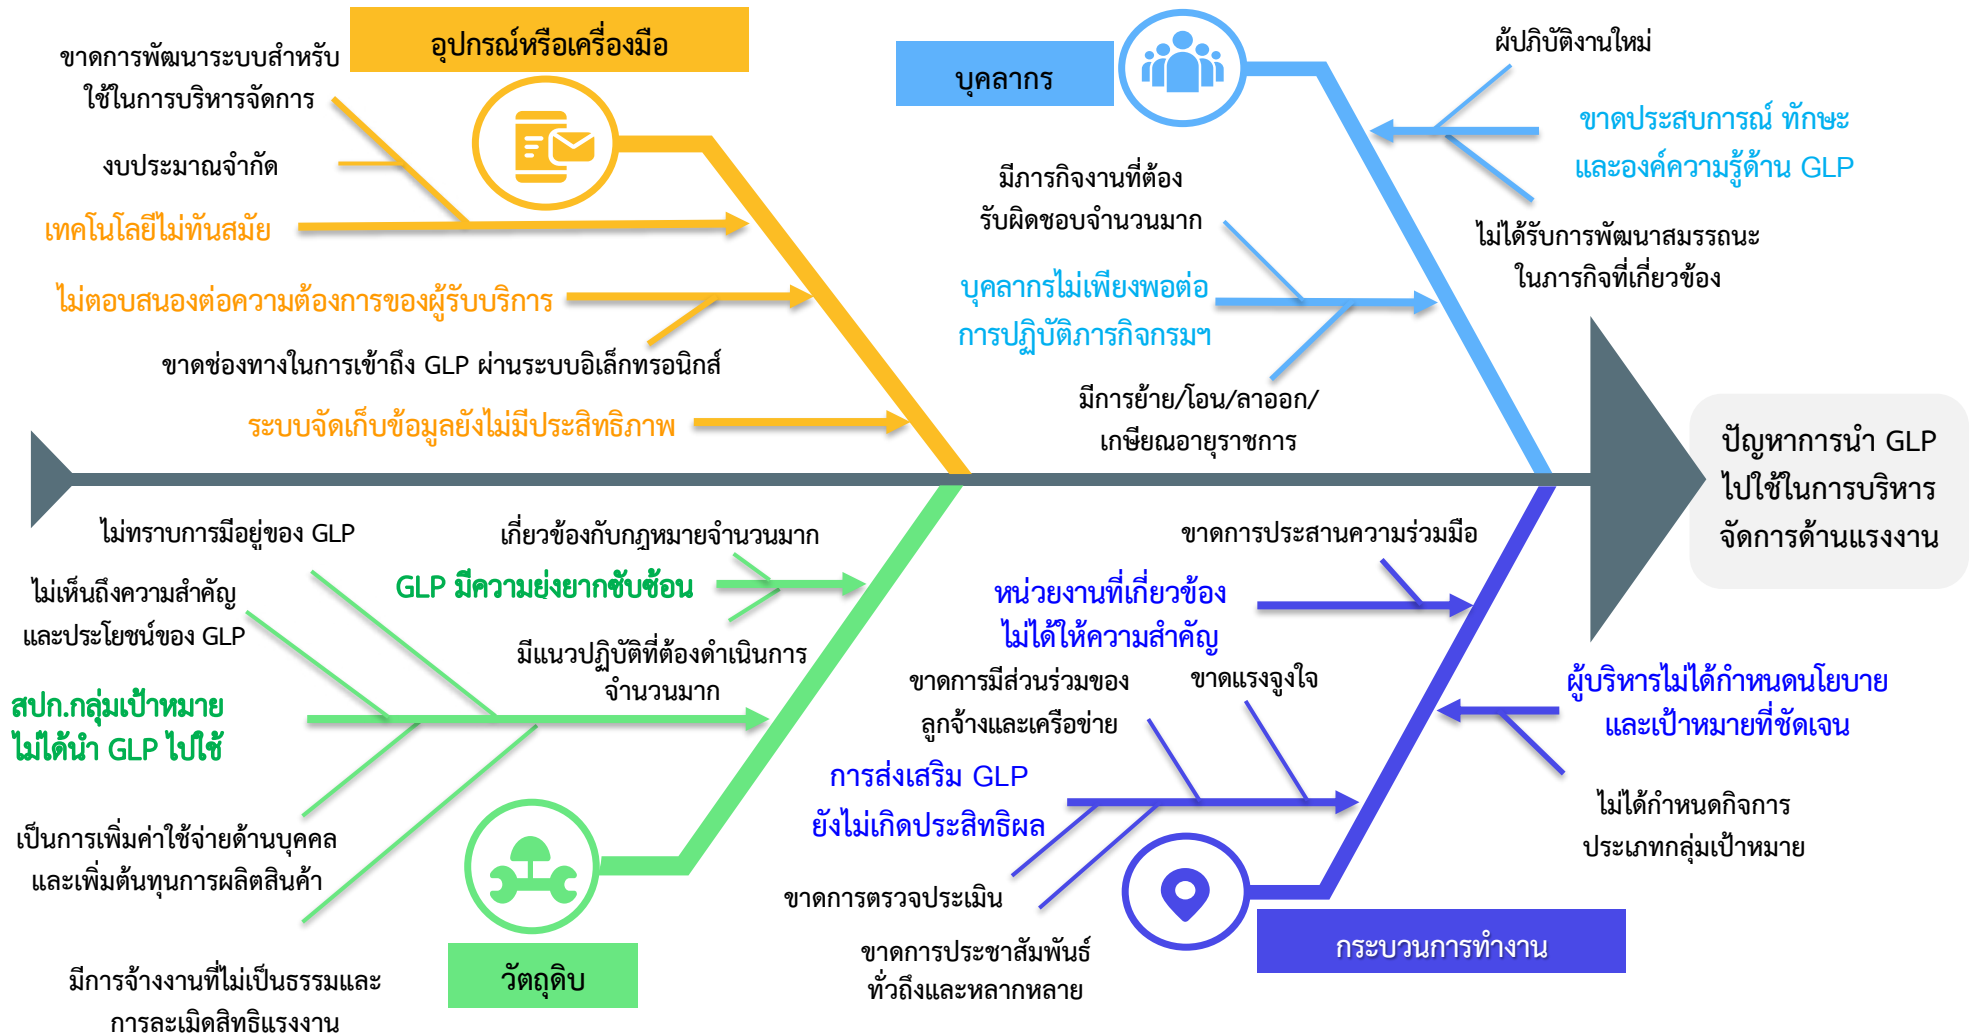 อุปกรณ์หรือเครื่องมือ
ขาดการพัฒนาระบบสำหรับ
ใช้ในการบริหารจัดการ
งบประมาณจำกัด
เทคโนโลยีไม่ทันสมัย
ไม่ตอบสนองต่อความต้องการของผู้รับบริการ
ขาดช่องทางในการเข้าถึง GLP ผ่านระบบอิเล็กทรอนิกส์
ระบบจัดเก็บข้อมูลยังไม่มีประสิทธิภาพ
บุคลากร
ผู้ปฏิบัติงานใหม่
ขาดประสบการณ์ ทักษะ
และองค์ความรู้ด้าน GLP
ไม่ได้รับการพัฒนาสมรรถนะ
ในภารกิจที่เกี่ยวข้อง
มีภารกิจงานที่ต้อง
รับผิดชอบจำนวนมาก
บุคลากรไม่เพียงพอต่อ
การปฏิบัติภารกิจกรมฯ
มีการย้าย/โอน/ลาออก/
เกษียณอายุราชการ
ปัญหาการนำ GLP
ไปใช้ในการบริหาร
จัดการด้านแรงงาน
ไม่ทราบการมีอยู่ของ GLP
ไม่เห็นถึงความสำคัญ
และประโยชน์ของ GLP
สปก.กลุ่มเป้าหมาย
ไม่ได้นำ GLP ไปใช้
เป็นการเพิ่มค่าใช้จ่ายด้านบุคคล
และเพิ่มต้นทุนการผลิตสินค้า
มีการจ้างงานที่ไม่เป็นธรรมและ
การละเมิดสิทธิแรงงาน
เกี่ยวข้องกับกฎหมายจำนวนมาก
GLP มีความยุ่งยากซับซ้อน
มีแนวปฏิบัติที่ต้องดำเนินการ
จำนวนมาก
วัตถุดิบ
ขาดการประสานความร่วมมือ
หน่วยงานที่เกี่ยวข้อง
ไม่ได้ให้ความสำคัญ
ขาดการมีส่วนร่วมของ
ลูกจ้างและเครือข่าย
ขาดแรงจูงใจ
การส่งเสริม GLP
ยังไม่เกิดประสิทธิผล
ขาดการตรวจประเมิน
ขาดการประชาสัมพันธ์
ทั่วถึงและหลากหลาย
ผู้บริหารไม่ได้กำหนดนโยบาย
และเป้าหมายที่ชัดเจน
ไม่ได้กำหนดกิจการ
ประเภทกลุ่มเป้าหมาย
กระบวนการทำงาน